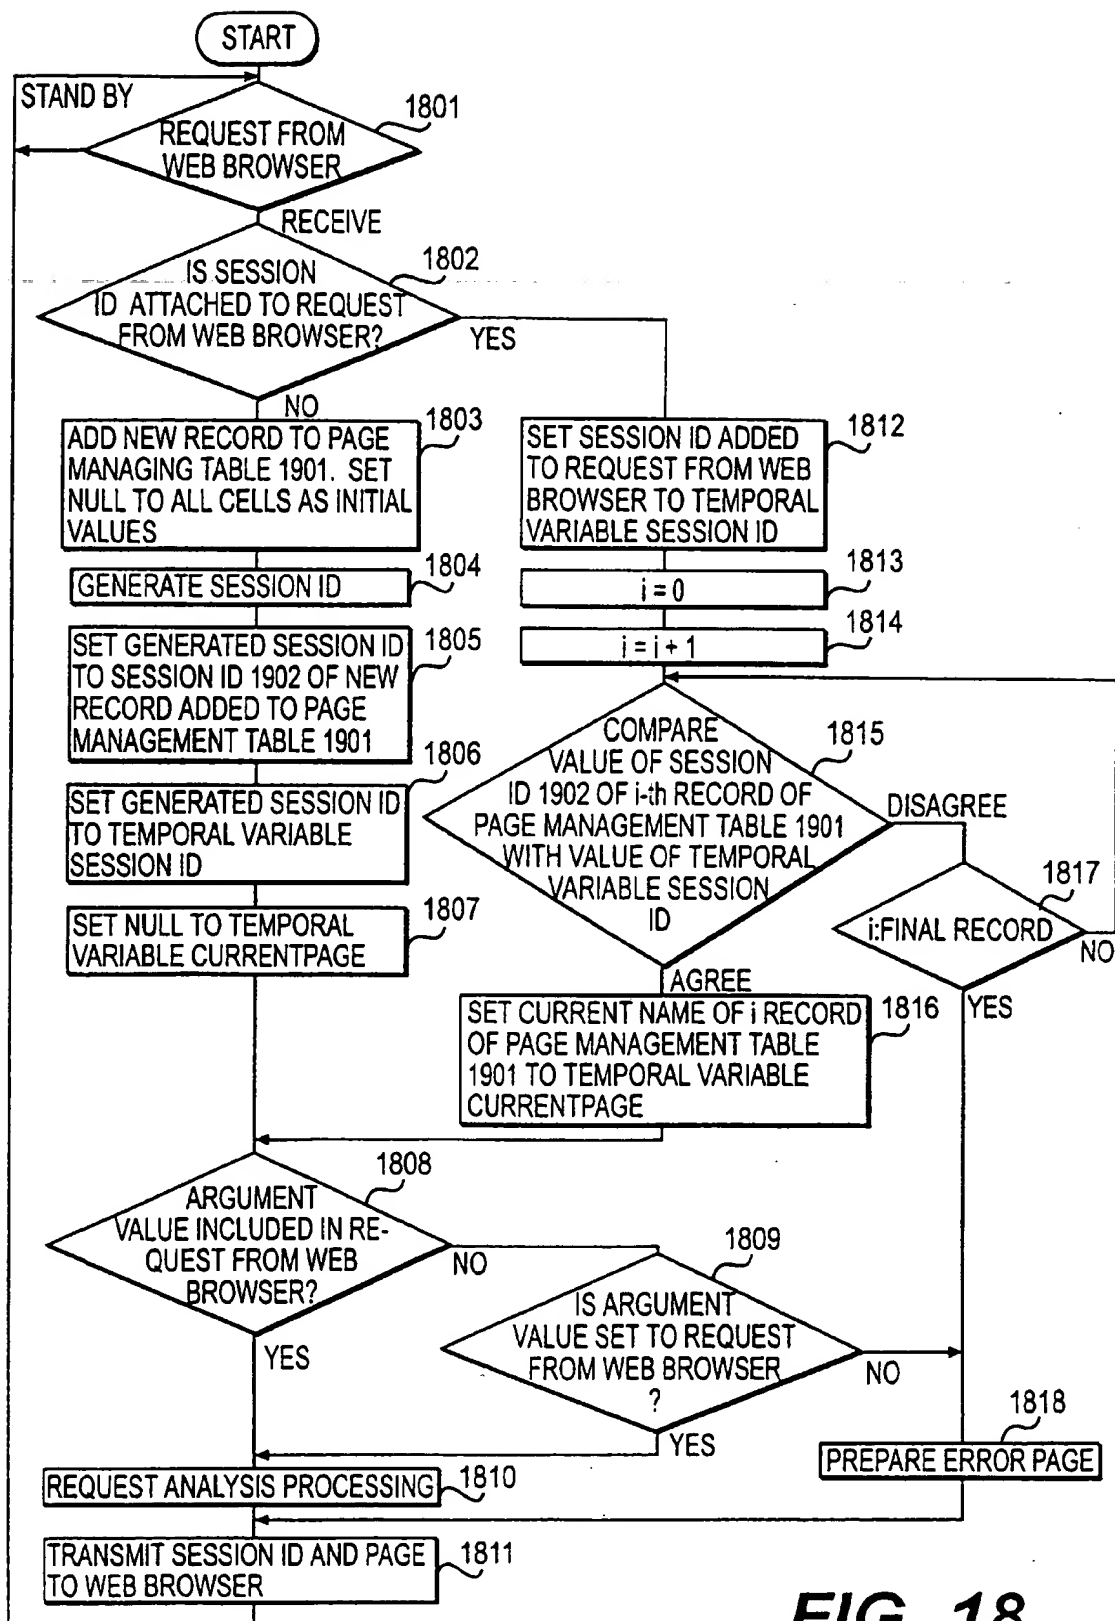 START
STAND BY
1801
REQUEST FROM
WEB BROWSER
RECEIVE
1802
IS SESSION
ID ATTACHED TO REQUEST
FROM WEB BROWSER?
YES
NO
1803
ADD NEW RECORD TO PAGE
MANAGING TABLE 1901. SET
NULL TO ALL CELLS AS INITIAL
VALUES
1804
GENERATE SESSION ID
1805
SET GENERATED SESSION ID
TO SESSION ID 1902 OF NEW
RECORD ADDED TO PAGE
MANAGEMENT TABLE 1901
1806
SET GENERATED SESSION ID
TO TEMPORAL VARIABLE
SESSION ID
1807
SET NULL TO TEMPORAL
VARIABLE CURRENTPAGE
1812
SET SESSION ID ADDED
TO REQUEST FROM WEB
BROWSER TO TEMPORAL
VARIABLE SESSION ID
1813
i = 0
1814
i = i + 1
1815
COMPARE
VALUE OF SESSION
ID 1902 OF i-th RECORD OF
PAGE MANAGEMENT TABLE 1901
WITH VALUE OF TEMPORAL
VARIABLE SESSION
ID
DISAGREE
1817
i:FINAL RECORD
NO
YES
AGREE
1816
SET CURRENT NAME OF i RECORD
OF PAGE MANAGEMENT TABLE
1901 TO TEMPORAL VARIABLE
CURRENTPAGE
1808
ARGUMENT
VALUE INCLUDED IN RE-
QUEST FROM WEB
BROWSER?
NO
YES
1809
IS ARGUMENT
VALUE SET TO REQUEST
FROM WEB BROWSER
?
NO
YES
1818
PREPARE ERROR PAGE
1810
REQUEST ANALYSIS PROCESSING
1811
TRANSMIT SESSION ID AND PAGE
TO WEB BROWSER
FIG. 18